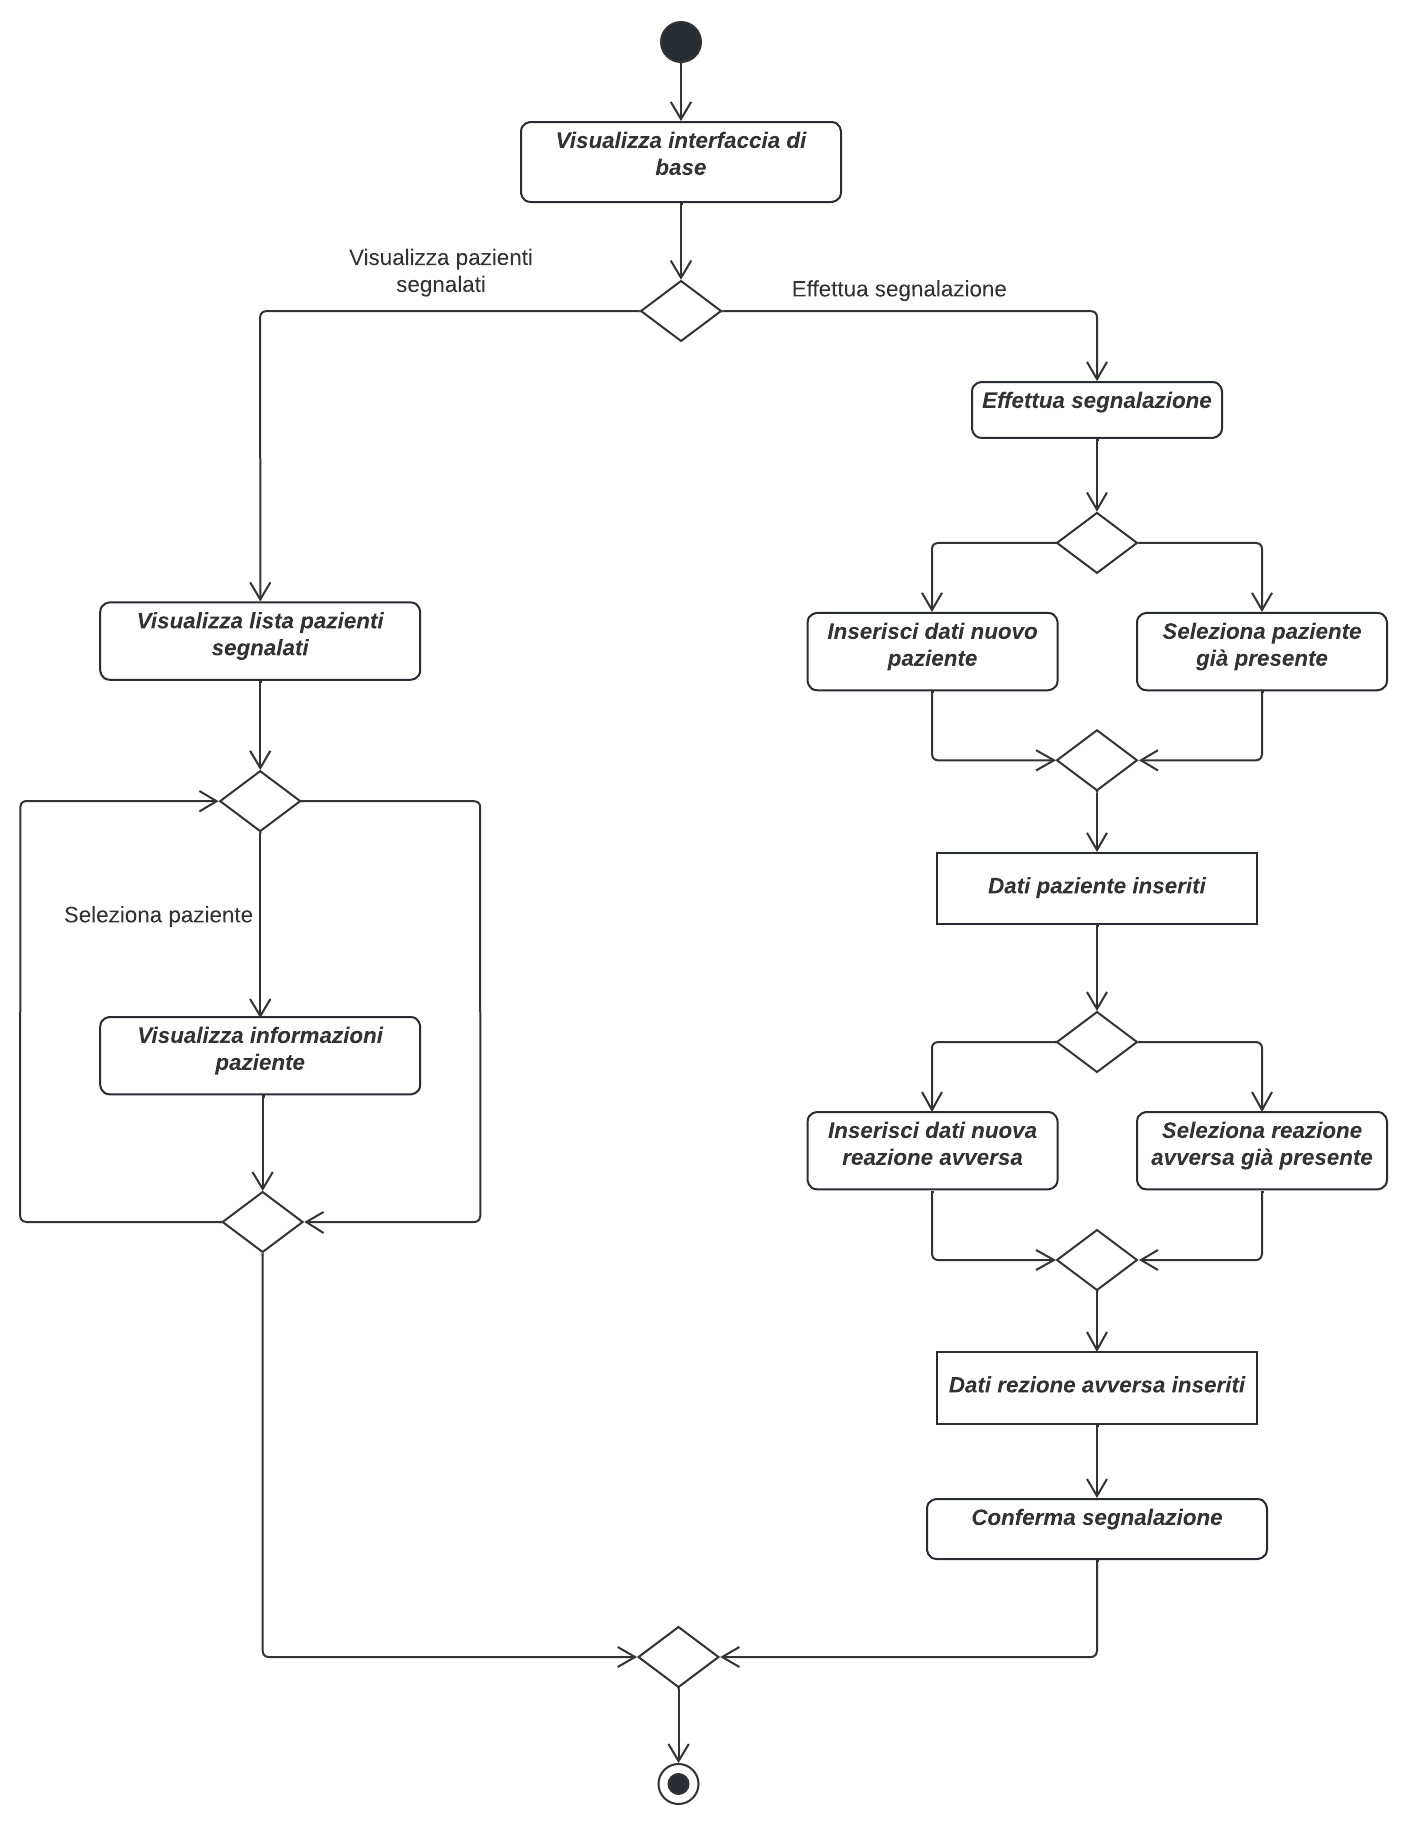 Visualizza interfaccia di
base
Visualizza pazienti
segnalati
Effettua segnalazione
Effettua segnalazione
Visualizza lista pazienti
segnalati
Inserisci dati nuovo
paziente
Seleziona paziente
già presente
Seleziona paziente
Dati paziente inseriti
Visualizza informazioni
paziente
Inserisci dati nuova
reazione avversa
Seleziona reazione
avversa già presente
Dati rezione avversa inseriti
Conferma segnalazione